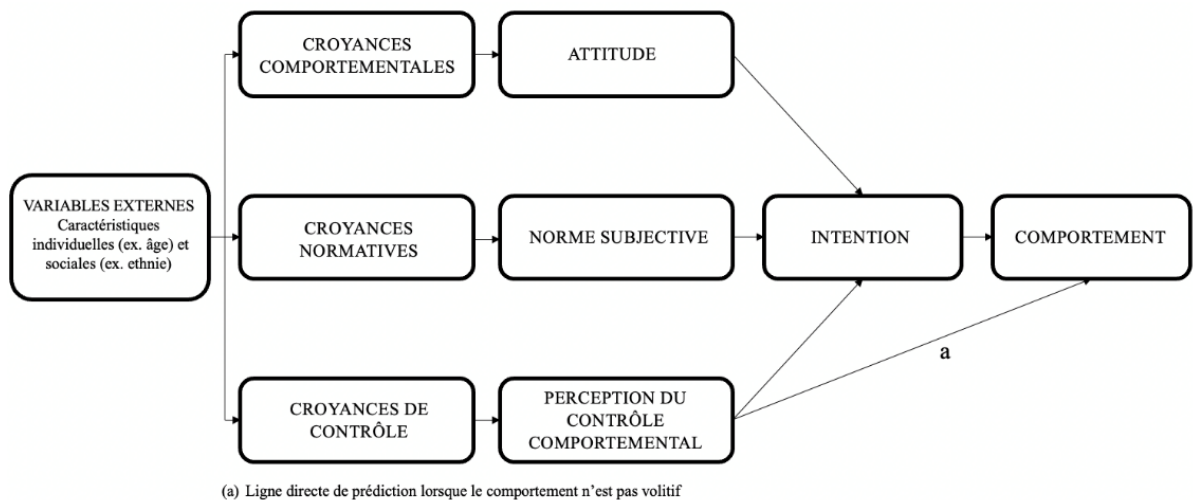 CROYANCES
COMPORTEMENTALES
ATTITUDE
VARIABLES EXTERNES
Caractéristiques
individuelles (ex. âge) et
sociales (ex. ethnie)
CROYANCES
NORMATIVES
NORME SUBJECTIVE
INTENTION
COMPORTEMENT
a
CROYANCES DE
CONTRÔLE
PERCEPTION DU
CONTRÔLE
COMPORTEMENTAL
(a) Ligne directe de prédiction lorsque le comportement n’est pas volitif